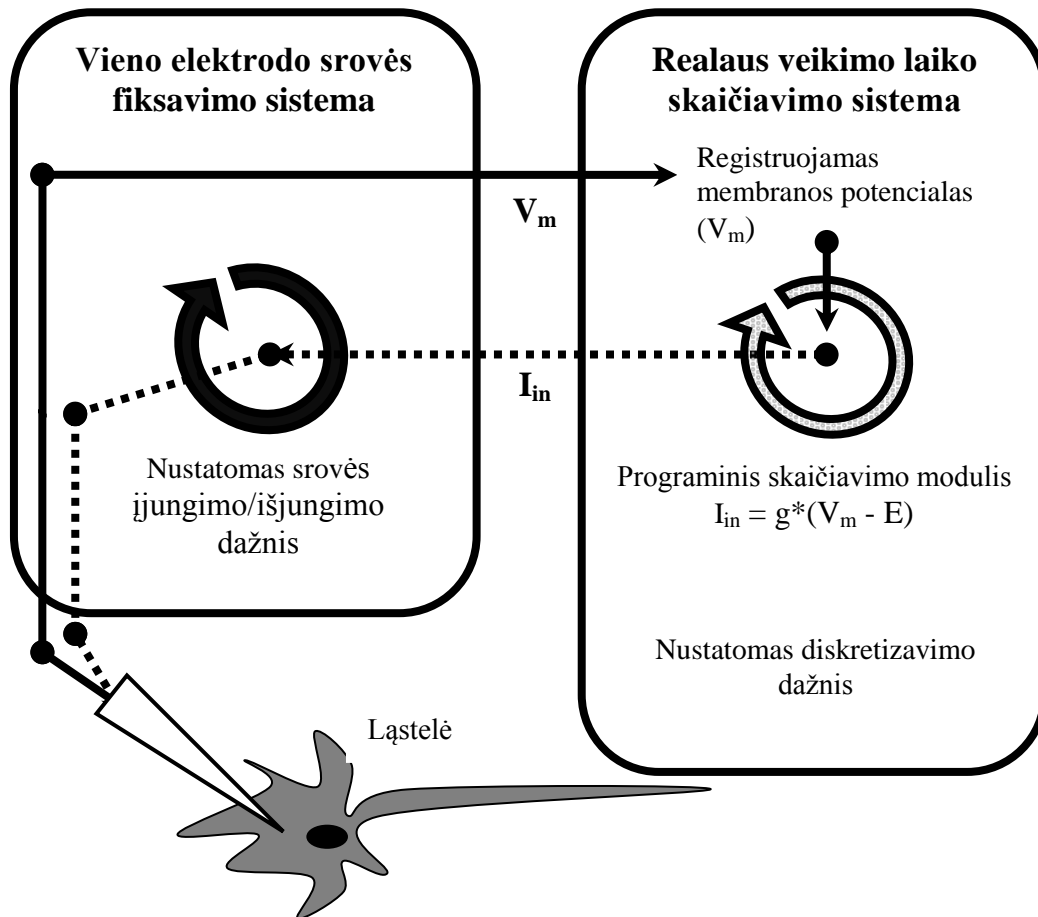 Vieno elektrodo srovės
fiksavimo sistema
Realaus veikimo laiko
skaičiavimo sistema
Registruojamas
membranos potencialas
(Vm)
Vm
Iin
Nustatomas srovės
įjungimo/išjungimo
dažnis
Programinis skaičiavimo modulis
Iin = g*(Vm - E)
Nustatomas diskretizavimo
dažnis
Ląstelė